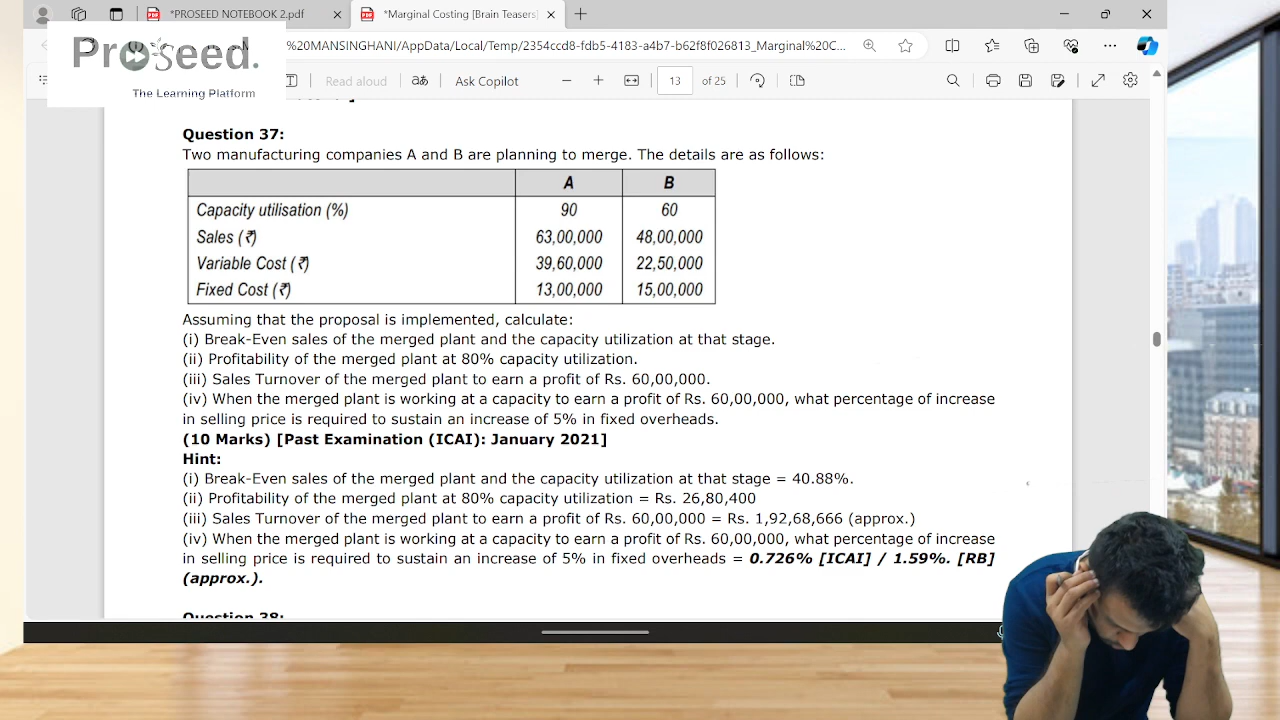 *PROSEED NOTEBOOK 2.pdf
*Marginal Costing [Brain Teasers]
Proseed.
The Learning Platform
%20MANSINGHANI/AppData/Local/Temp/2354ccd8-fdb5-4183-a4b7-b62f8f026813_Marginal%20C...
Read aloud
Ask Copilot
13 of 25
Question 37:
Two manufacturing companies A and B are planning to merge. The details are as follows:
A B
Capacity utilisation (%) 90 60
Sales (₹) 63,00,000 48,00,000
Variable Cost (₹) 39,60,000 22,50,000
Fixed Cost (₹) 13,00,000 15,00,000
Assuming that the proposal is implemented, calculate:
(i) Break-Even sales of the merged plant and the capacity utilization at that stage.
(ii) Profitability of the merged plant at 80% capacity utilization.
(iii) Sales Turnover of the merged plant to earn a profit of Rs. 60,00,000.
(iv) When the merged plant is working at a capacity to earn a profit of Rs. 60,00,000, what percentage of increase
in selling price is required to sustain an increase of 5% in fixed overheads.
(10 Marks) [Past Examination (ICAI): January 2021]
Hint:
(i) Break-Even sales of the merged plant and the capacity utilization at that stage = 40.88%.
(ii) Profitability of the merged plant at 80% capacity utilization = Rs. 26,80,400
(iii) Sales Turnover of the merged plant to earn a profit of Rs. 60,00,000 = Rs. 1,92,68,666 (approx.)
(iv) When the merged plant is working at a capacity to earn a profit of Rs. 60,00,000, what percentage of increase
in selling price is required to sustain an increase of 5% in fixed overheads = 0.726% [ICAI] / 1.59%. [RB]
(approx.).
Question 38: